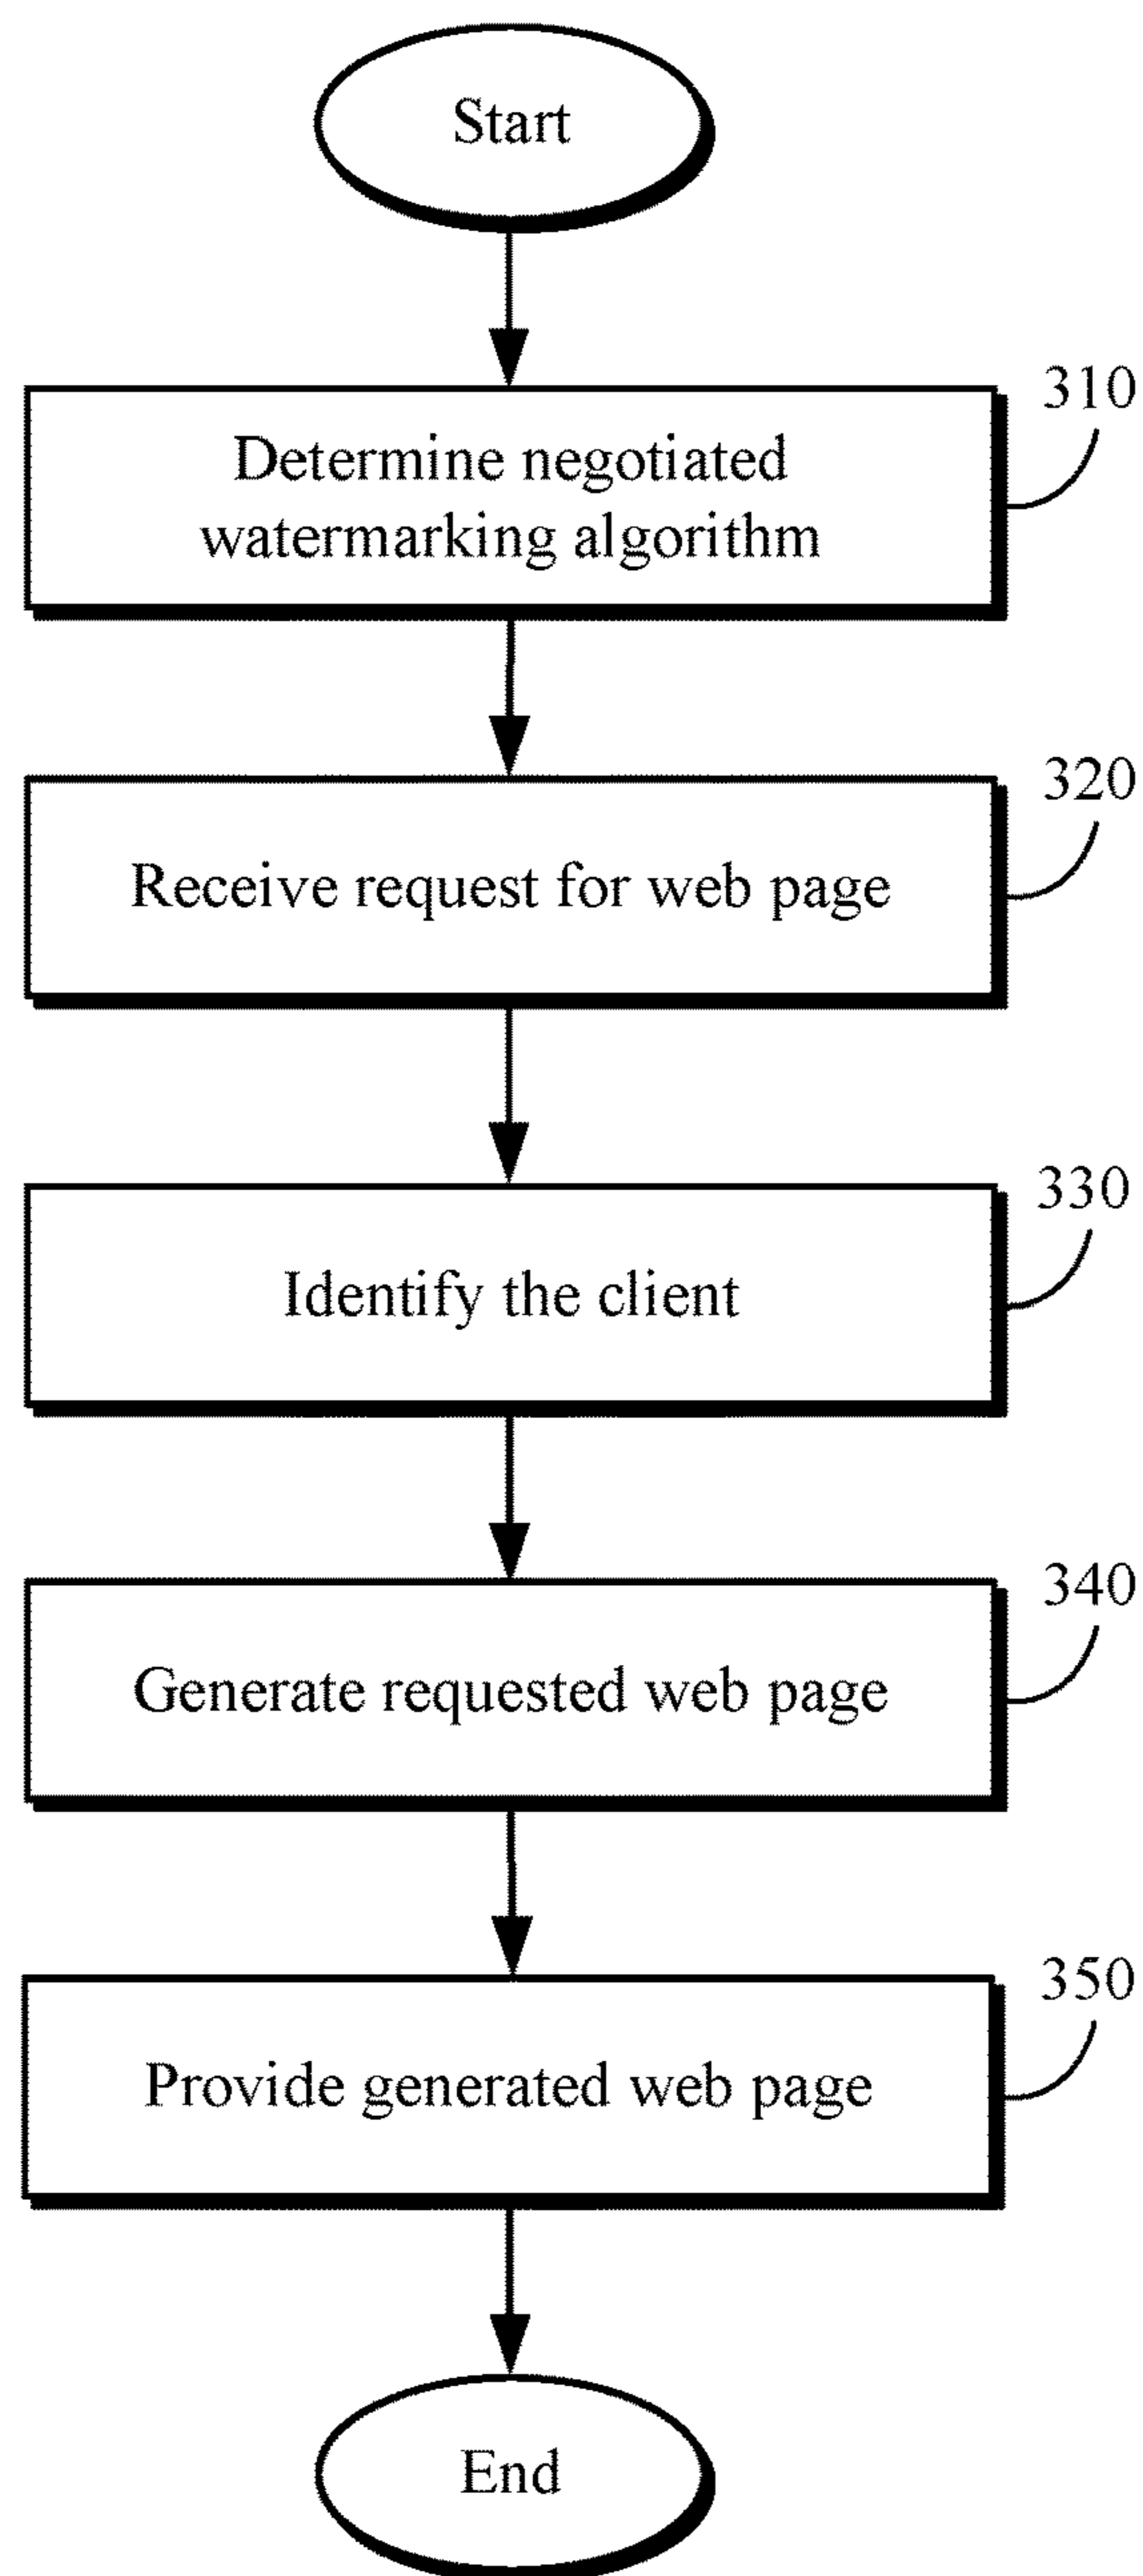 Start
310
Determine negotiated
watermarking algorithm
320
Receive request for web page
330
Identify the client
340
Generate requested web page
350
Provide generated web page
End